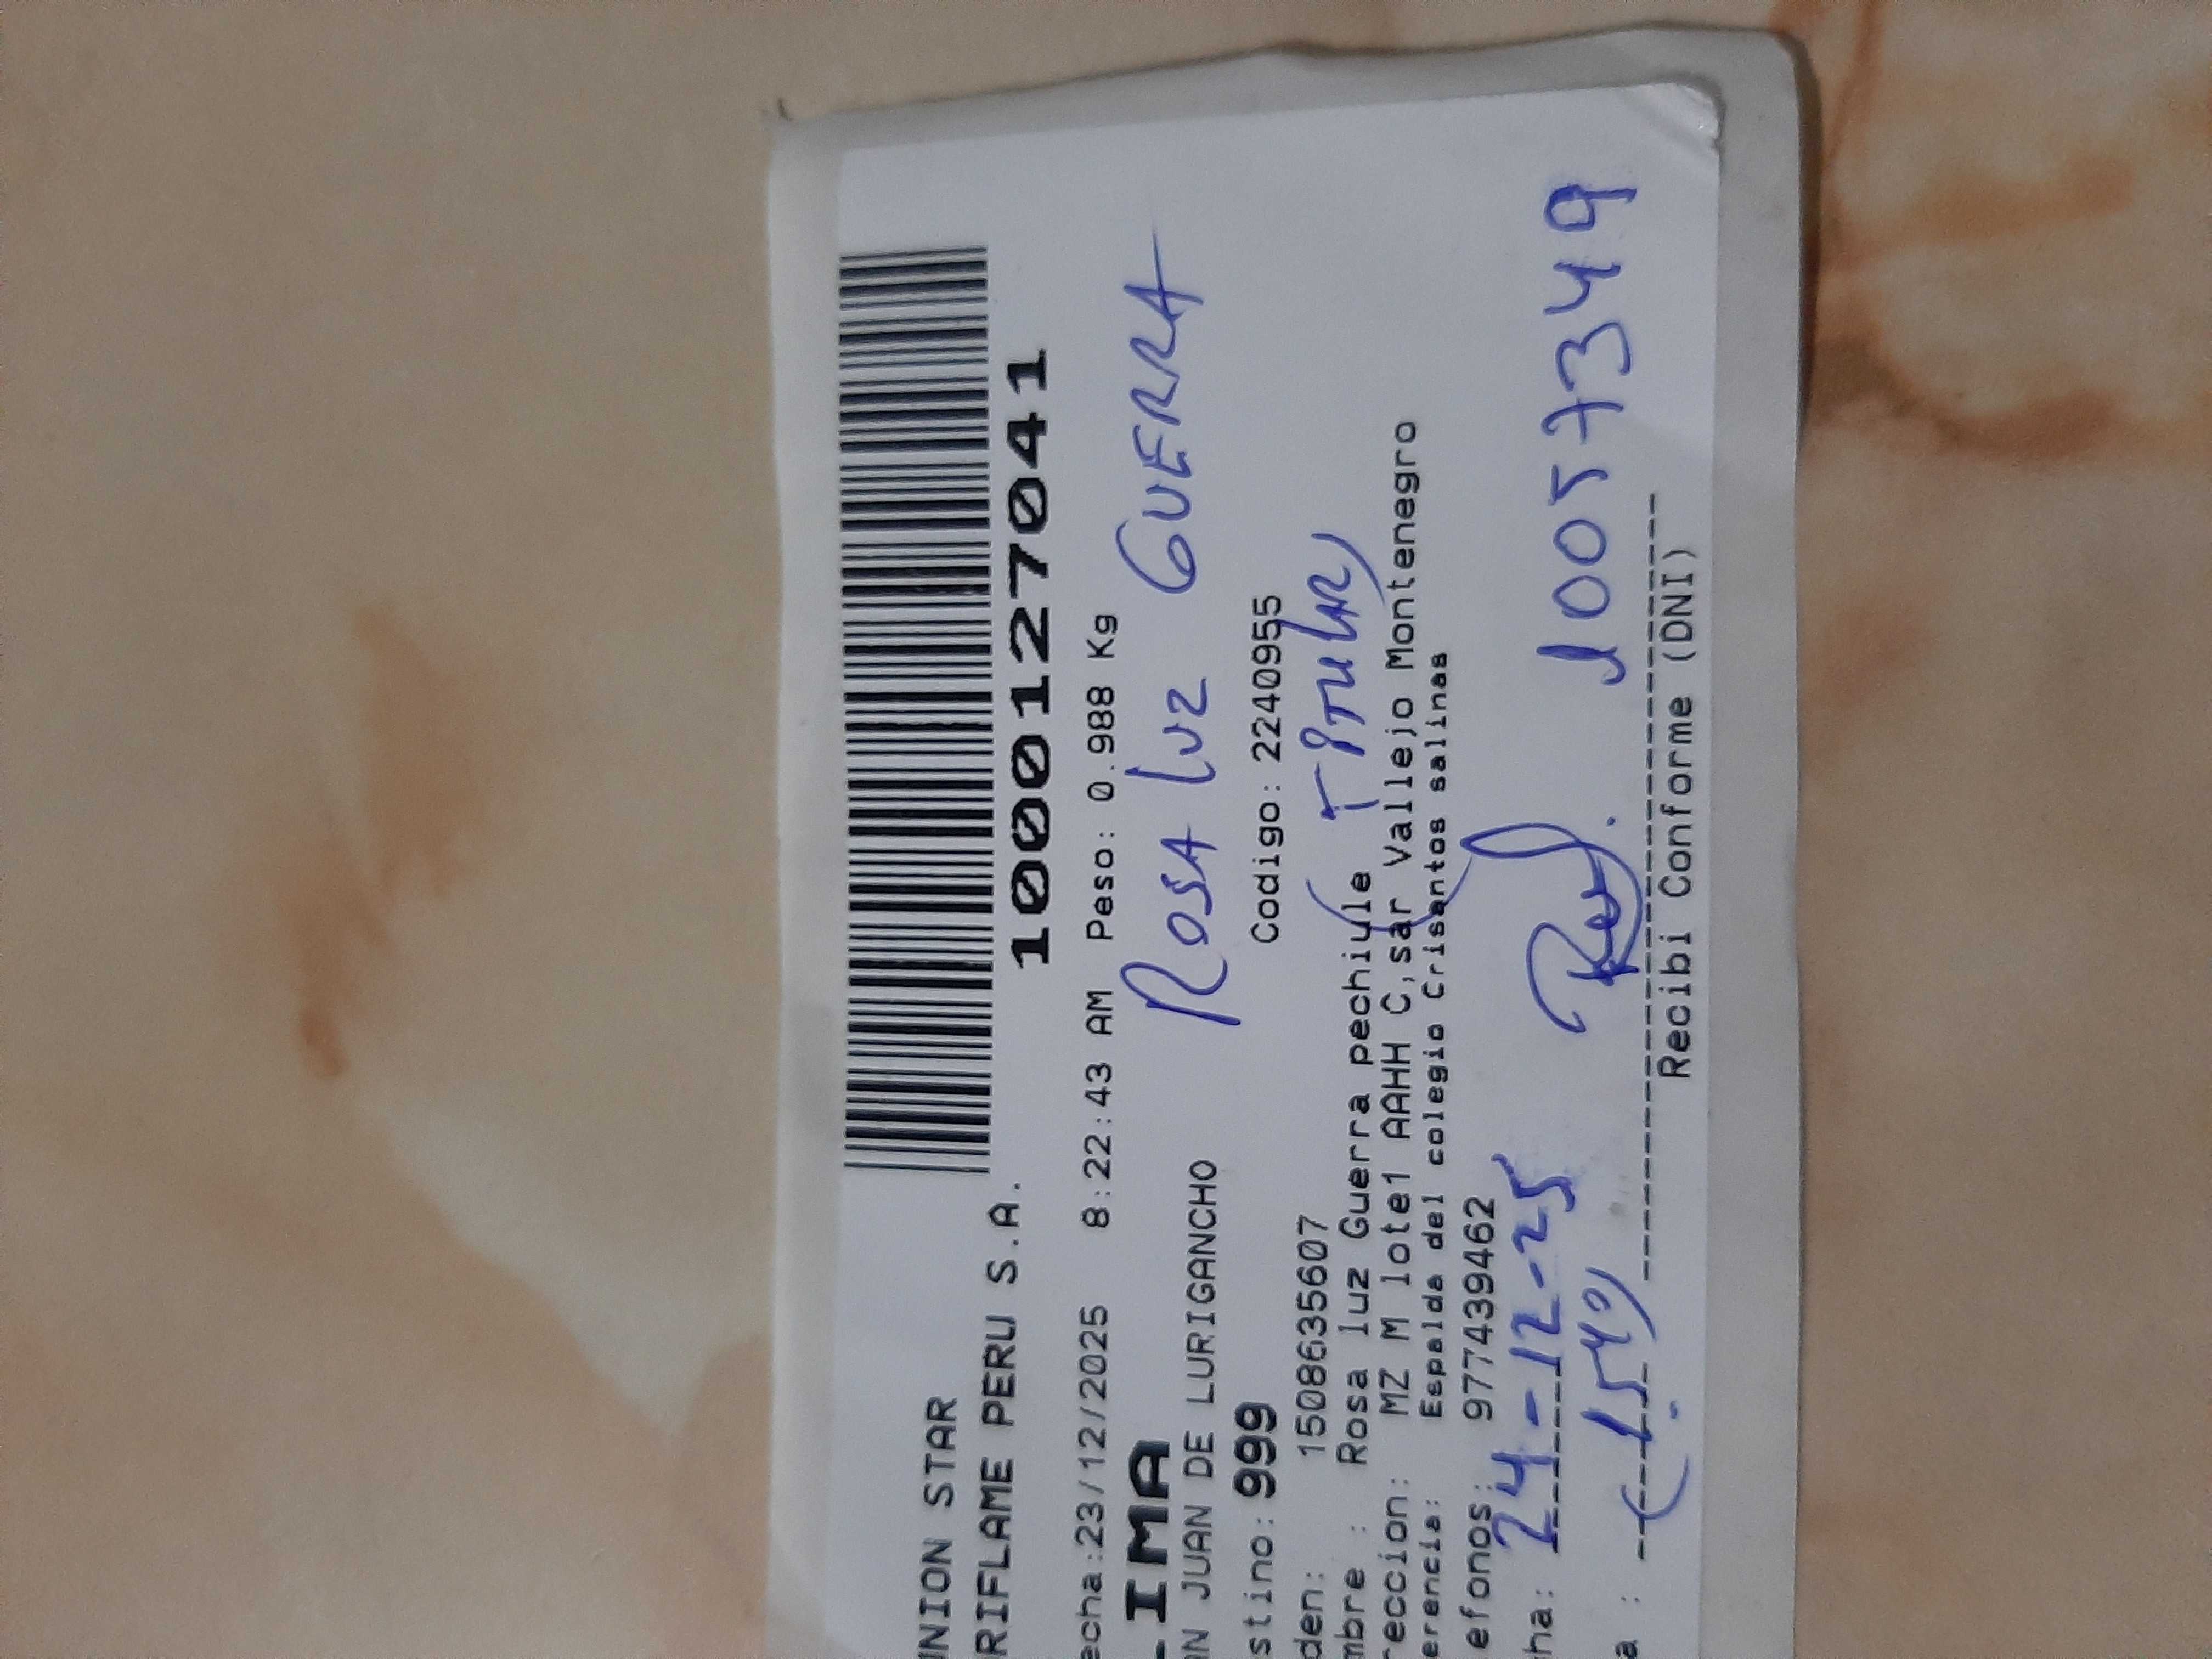 UNION STAR
RIFLAME PERU S.A.
1000127041
echa:23/12/2025 8:22:43 AM Peso: 0.988 Kg
LIMA
Rosa luz GUERRA
AN JUAN DE LURIGANCHO
stino: 999 Codigo: 2240955
den: 1508635607
(TITulAR)
mbre : Rosa luz Guerra pechiule
reccion: MZ M lote1 AAHH C,sar Vallejo Montenegro
erencia: Espalda del colegio Crisantos salinas
efonos: 977439462
ha: 24-12-25
a : (1540) 10057349
Recibi Conforme (DNI)